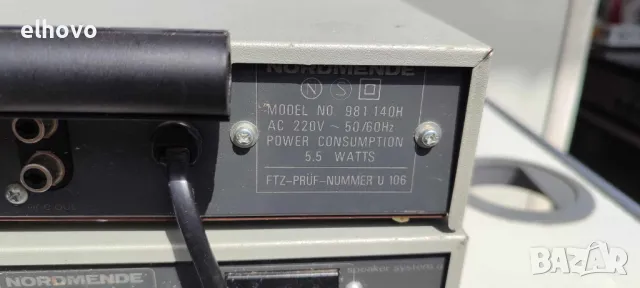 elhovo
NORDMENDE
N S
MODEL NO. 981 140H
AC 220V ~ 50/60Hz
POWER CONSUMPTION
5.5 WATTS
FTZ-PRÜF-NUMMER U 106
NORDMENDE
speaker system
BAZAR
.bg